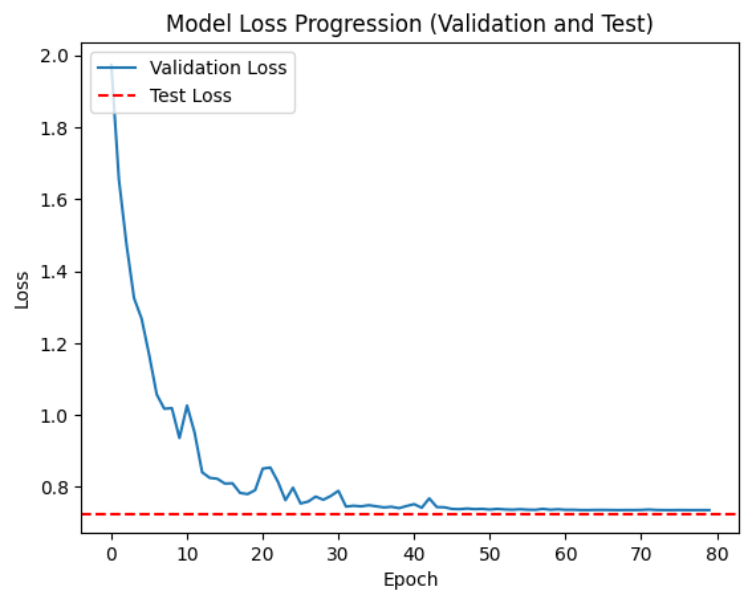 Model Loss Progression (Validation and Test)
Validation Loss
Test Loss
2.0
1.8
1.6
1.4
1.2
1.0
0.8
Loss
0 10 20 30 40 50 60 70 80
Epoch